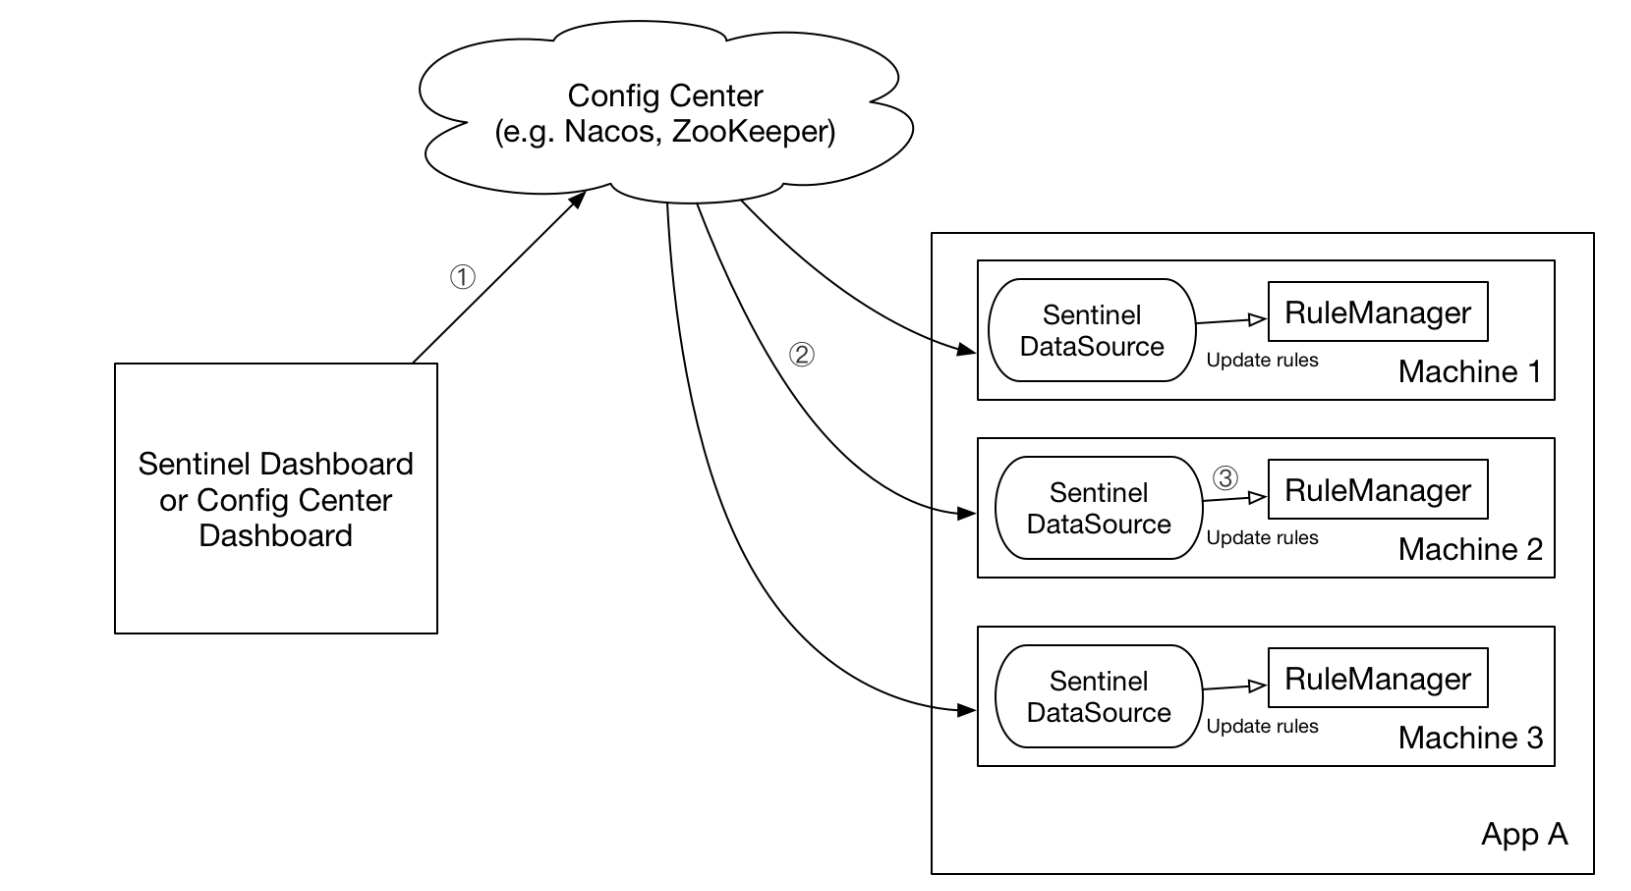 Config Center
(e.g. Nacos, ZooKeeper)
①
②
Sentinel Dashboard
or Config Center
Dashboard
Sentinel
DataSource
RuleManager
Update rules
Machine 1
Sentinel
DataSource
③
RuleManager
Update rules
Machine 2
Sentinel
DataSource
RuleManager
Update rules
Machine 3
App A